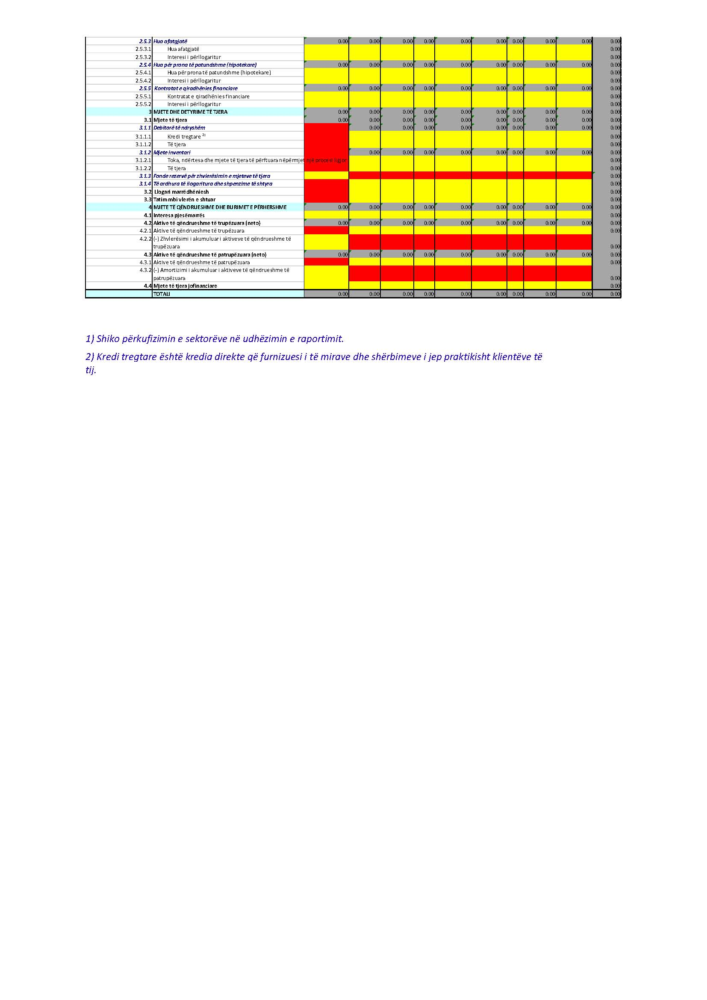 2.5.3 Hua afatgjatë 0.00 0.00 0.00 0.00 0.00 0.00 0.00 0.00 0.00 0.00
2.5.3.1 Hua afatgjatë 0.00
2.5.3.2 Interesi i përllogaritur 0.00
2.5.4 Hua për prona të patundshme (hipotekare) 0.00 0.00 0.00 0.00 0.00 0.00 0.00 0.00 0.00 0.00
2.5.4.1 Hua për prona të patundshme (hipotekare) 0.00
2.5.4.2 Interesi i përllogaritur 0.00
2.5.5 Kontratat e qiradhënies financiare 0.00 0.00 0.00 0.00 0.00 0.00 0.00 0.00 0.00 0.00
2.5.5.1 Kontratat e qiradhënies financiare 0.00
2.5.5.2 Interesi i përllogaritur 0.00
3 MJETE DHE DETYRIME TË TJERA 0.00 0.00 0.00 0.00 0.00 0.00 0.00 0.00 0.00 0.00
3.1 Mjete të tjera 0.00 0.00 0.00 0.00 0.00 0.00 0.00 0.00 0.00 0.00
3.1.1 Debitorë të ndryshëm 0.00 0.00 0.00 0.00 0.00 0.00 0.00 0.00 0.00
3.1.1.1 Kredi tregtare 2) 0.00
3.1.1.2 Të tjera 0.00
3.1.2 Mjete inventari 0.00 0.00 0.00 0.00 0.00 0.00 0.00 0.00 0.00
3.1.2.1 Toka, ndërtesa dhe mjete të tjera të përftuara nëpërmjet një procesi ligjor 0.00
3.1.2.2 Të tjera 0.00
3.1.3 Fonde rezervë për zhvlerësimin e mjeteve të tjera 0.00
3.1.4 Të ardhura të llogaritura dhe shpenzime të shtyra 0.00
3.2 Llogari marrëdhëniesh 0.00
3.3 Tatim mbi vlerën e shtuar 0.00
4 MJETE TË QËNDRUESHME DHE BURIMET E PËRHERSHME 0.00 0.00 0.00 0.00 0.00 0.00 0.00 0.00 0.00 0.00
4.1 Interesa pjesëmarrës 0.00
4.2 Aktive të qëndrueshme të trupëzuara (neto) 0.00 0.00 0.00 0.00 0.00 0.00 0.00 0.00 0.00 0.00
4.2.1 Aktive të qëndrueshme të trupëzuara 0.00
4.2.2 (-) Zhvlerësimi i akumuluar i aktiveve të qëndrueshme të
trupëzuara 0.00
4.3 Aktive të qëndrueshme të patrupëzuara (neto) 0.00 0.00 0.00 0.00 0.00 0.00 0.00 0.00 0.00 0.00
4.3.1 Aktive të qëndrueshme të patrupëzuara 0.00
4.3.2 (-) Amortizimi i akumuluar i aktiveve të qëndrueshme të
patrupëzuara 0.00
4.4 Mjete të tjera jofinanciare 0.00
TOTALI 0.00 0.00 0.00 0.00 0.00 0.00 0.00 0.00 0.00 0.00
1) Shiko përkufizimin e sektorëve në udhëzimin e raportimit.
2) Kredi tregtare është kredia direkte që furnizuesi i të mirave dhe shërbimeve i jep praktikisht klientëve të
tij.